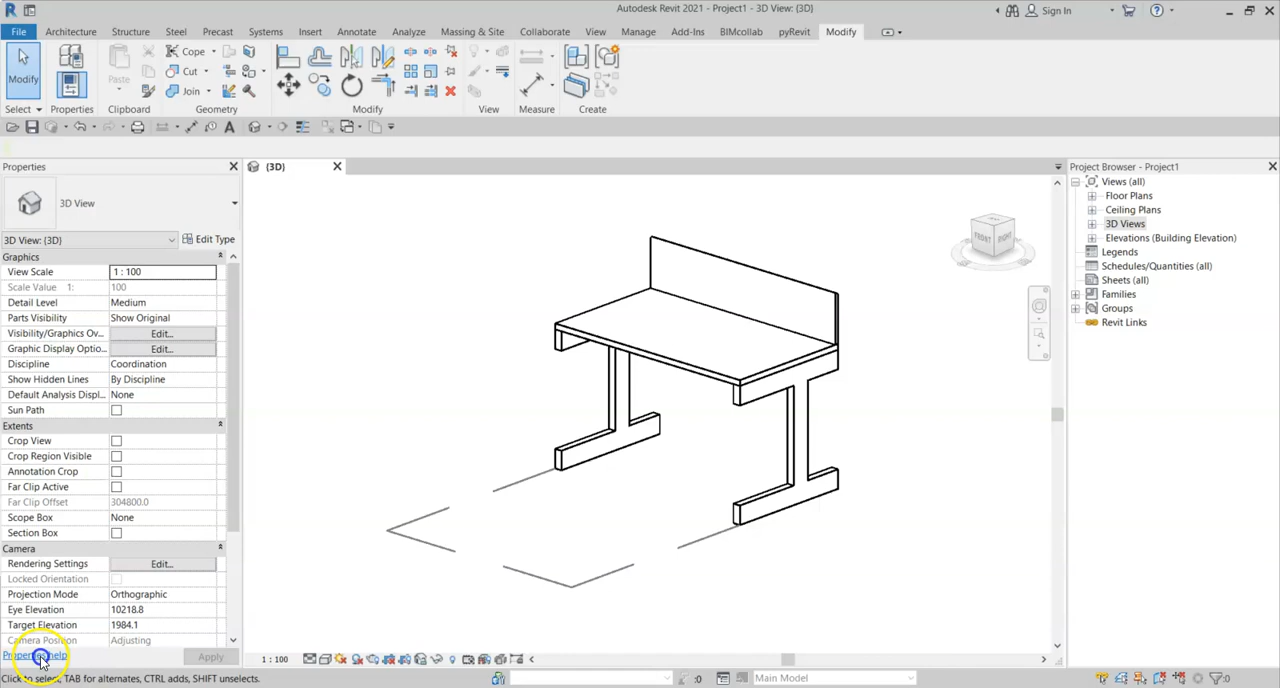 Autodesk Revit 2021 - Project1 - 3D View: {3D}
Sign In
File Architecture Structure Steel Precast Systems Insert Annotate Analyze Massing & Site Collaborate View Manage Add-Ins BIMcollab pyRevit Modify
Modify
Paste
Cope
Cut
Join
Select Properties Clipboard Geometry Modify View Measure Create
Properties
{3D}
Project Browser - Project1
3D View
3D View: {3D}
Edit Type
Graphics
View Scale 1 : 100
Scale Value 1: 100
Detail Level Medium
Parts Visibility Show Original
Visibility/Graphics Ov... Edit...
Graphic Display Optio... Edit...
Discipline Coordination
Show Hidden Lines By Discipline
Default Analysis Displ... None
Sun Path
Extents
Crop View
Crop Region Visible
Annotation Crop
Far Clip Active
Far Clip Offset 304800.0
Scope Box None
Section Box
Camera
Rendering Settings Edit...
Locked Orientation
Projection Mode Orthographic
Eye Elevation 10218.8
Target Elevation 1984.1
Camera Position Adjusting
Properties help
Apply
FRONT RIGHT
Views (all)
Floor Plans
Ceiling Plans
3D Views
Elevations (Building Elevation)
Legends
Schedules/Quantities (all)
Sheets (all)
Families
Groups
Revit Links
1 : 100
Click to select, TAB for alternates, CTRL adds, SHIFT unselects.
:0
Main Model
:0